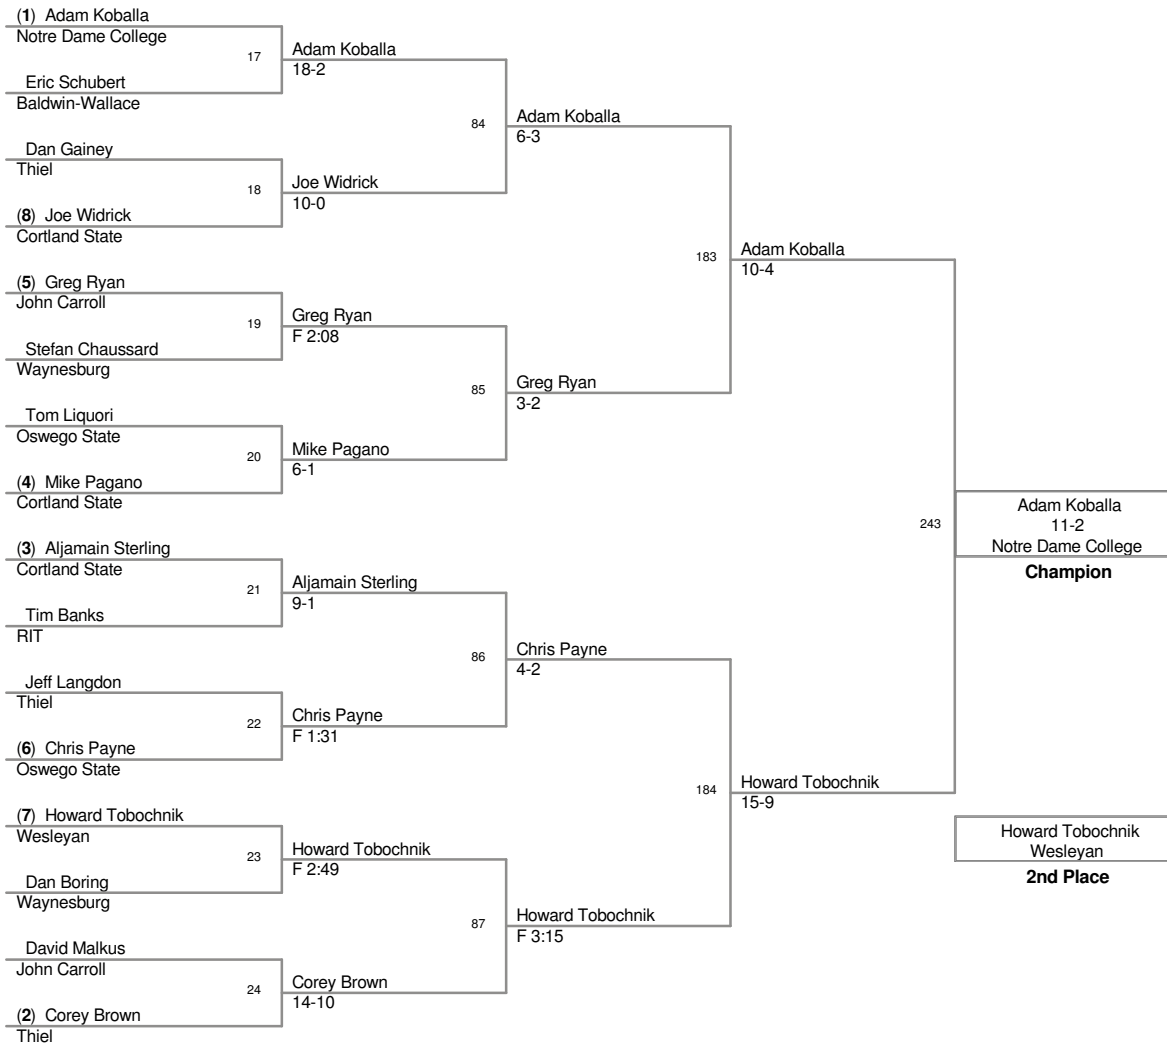 (1) Adam Koballa
Notre Dame College
17
Eric Schubert
Baldwin-Wallace
Adam Koballa
18-2
Dan Gainey
Thiel
18
(8) Joe Widrick
Cortland State
Joe Widrick
10-0
84
Adam Koballa
6-3
(5) Greg Ryan
John Carroll
19
Stefan Chaussard
Waynesburg
Greg Ryan
F 2:08
Tom Liquori
Oswego State
20
(4) Mike Pagano
Cortland State
Mike Pagano
6-1
85
Greg Ryan
3-2
183
Adam Koballa
10-4
(3) Aljamain Sterling
Cortland State
21
Tim Banks
RIT
Aljamain Sterling
9-1
Jeff Langdon
Thiel
22
(6) Chris Payne
Oswego State
Chris Payne
F 1:31
86
Chris Payne
4-2
(7) Howard Tobochnik
Wesleyan
23
Dan Boring
Waynesburg
Howard Tobochnik
F 2:49
David Malkus
John Carroll
24
(2) Corey Brown
Thiel
Corey Brown
14-10
87
Howard Tobochnik
F 3:15
184
Howard Tobochnik
15-9
243
Adam Koballa
11-2
Notre Dame College
Champion
Howard Tobochnik
Wesleyan
2nd Place